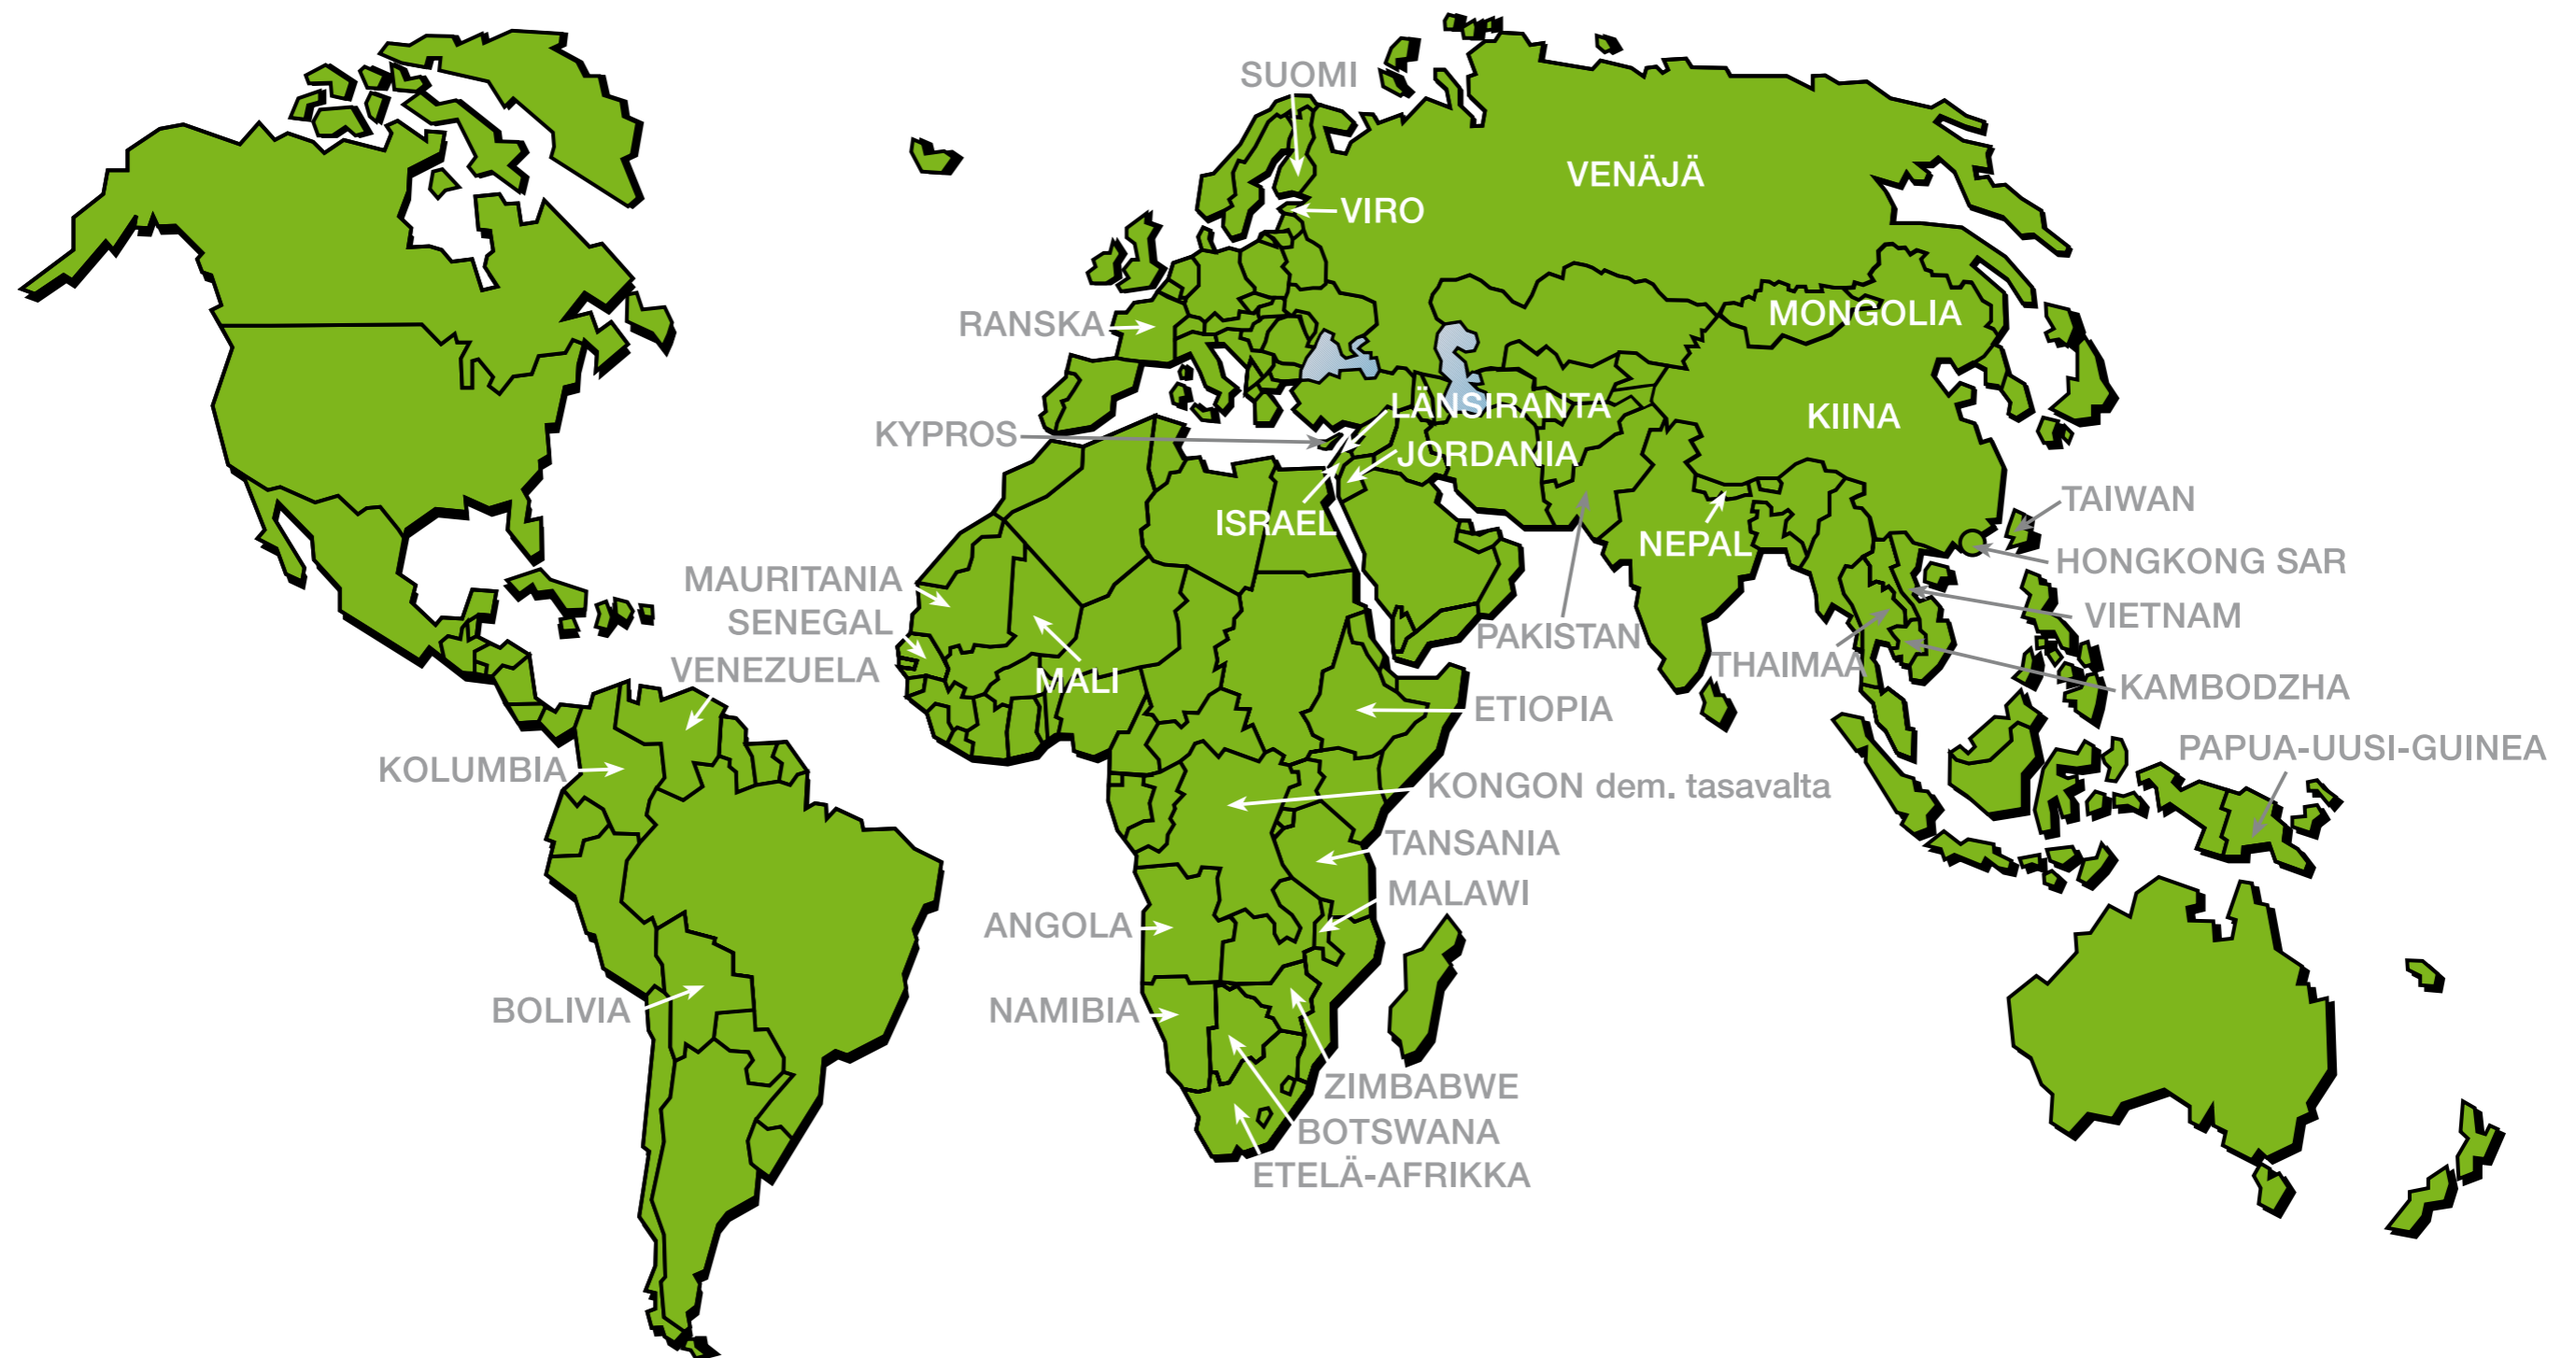 SUOMI
VENÄJÄ
VIRO
MONGOLIA
RANSKA
LÄNSIRANTA
KIINA
KYPROS
JORDANIA
TAIWAN
ISRAEL
NEPAL
HONGKONG SAR
MAURITANIA
VIETNAM
SENEGAL
PAKISTAN
THAIMAA
VENEZUELA
MALI
KAMBODZHA
ETIOPIA
PAPUA-UUSI-GUINEA
KOLUMBIA
KONGON dem. tasavalta
TANSANIA
MALAWI
ANGOLA
BOLIVIA
NAMIBIA
ZIMBABWE
BOTSWANA
ETELÄ-AFRIKKA